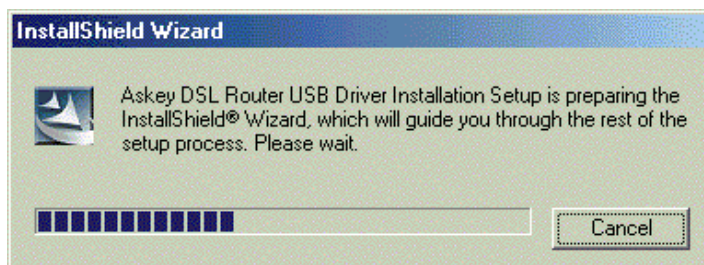 InstallShield Wizard
Askey DSL Router USB Driver Installation Setup is preparing the
InstallShield® Wizard, which will guide you through the rest of the
setup process. Please wait.
Cancel